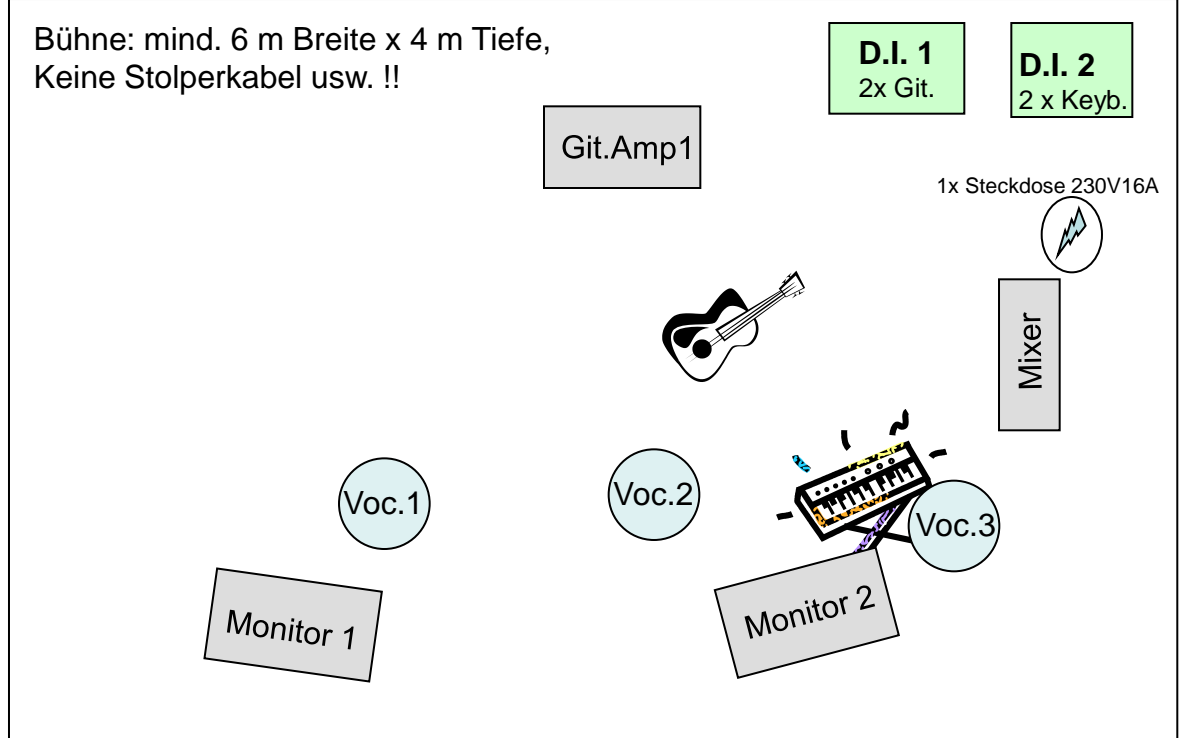 Bühne: mind. 6 m Breite x 4 m Tiefe,
Keine Stolperkabel usw. !!
D.I. 1
2x Git.
D.I. 2
2 x Keyb.
Git.Amp1
1x Steckdose 230V16A
Mixer
Voc.1
Voc.2
Voc.3
Monitor 1
Monitor 2